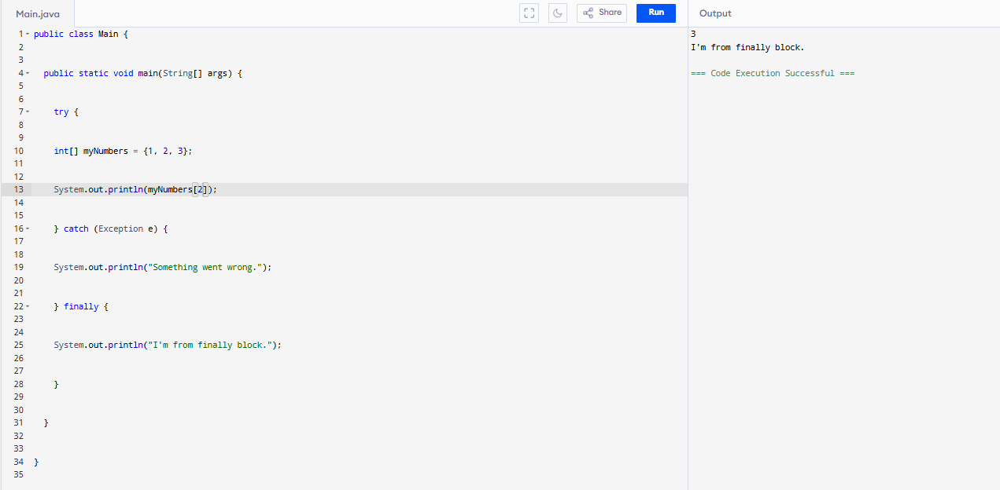 Main.java
Share
Run
Output
1 public class Main {
2
3
4 public static void main(String[] args) {
5
6
7 try {
8
9
10 int[] myNumbers = {1, 2, 3};
11
12
13 System.out.println(myNumbers[2]);
14
15
16 } catch (Exception e) {
17
18
19 System.out.println("Something went wrong.");
20
21
22 } finally {
23
24
25 System.out.println("I'm from finally block.");
26
27
28 }
29
30
31 }
32
33
34 }
35
3
I'm from finally block.
=== Code Execution Successful ===